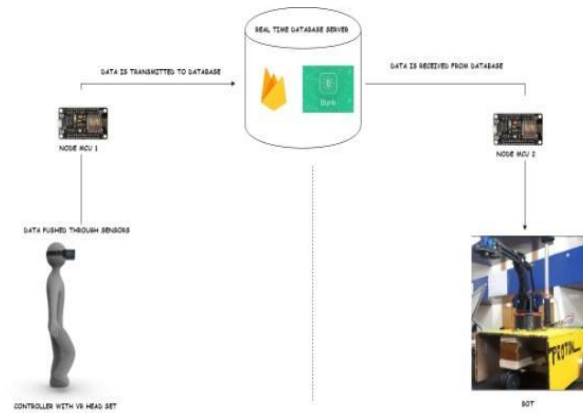 REAL TIME DATABASE SERVER
DATA IS TRANSMITTED TO DATABASE
DATA IS RECEIVED FROM DATABASE
B
Blynk
NODE MCU 1
NODE MCU 2
DATA PUSHED THROUGH SENSORS
PROTON
CONTROLLER WITH VR HEAD SET
BOT